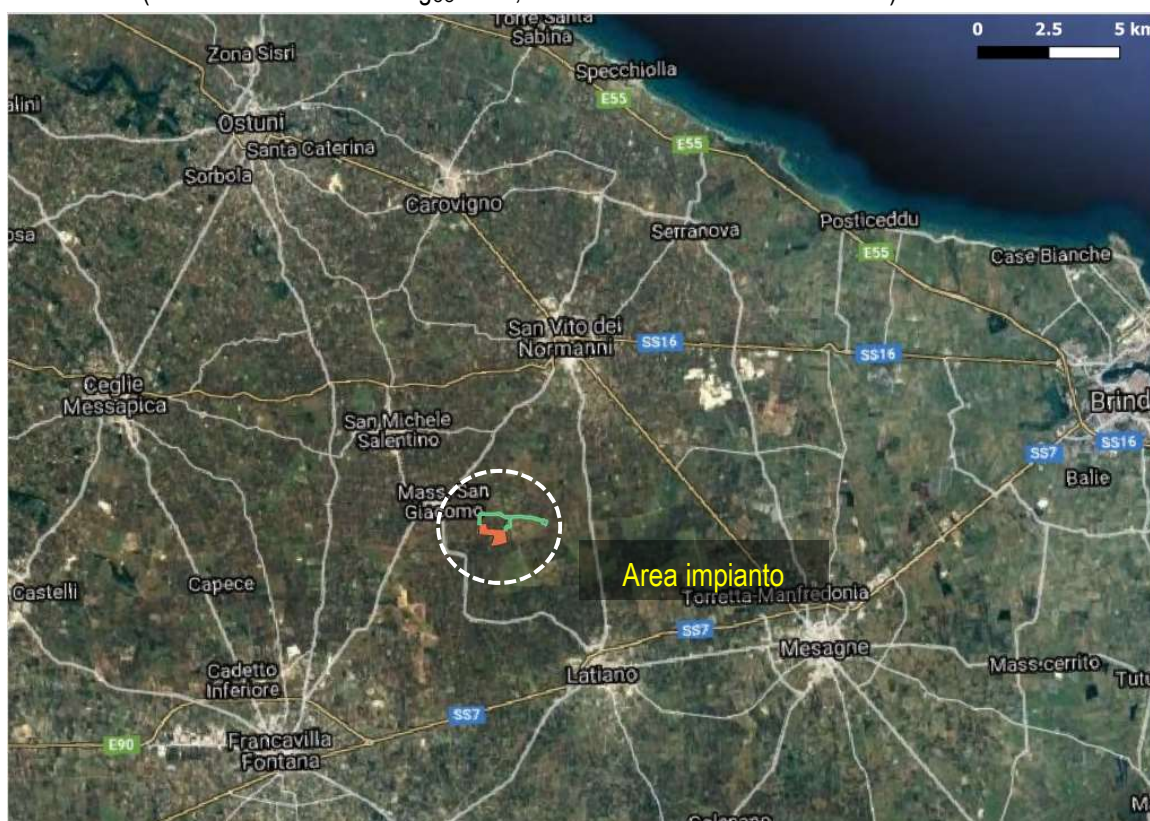 0 2.5 5 km
Torre Santa
Sabina
Zona Sisri
Specchiolla
E55
Ostuni
Santa Caterina
E55
Sorbola
Carovigno
Posticeddu
Serranova
E55
Case Bianche
San Vito dei
Normanni
SS16
SS16
Ceglie
Messapica
Brind
San Michele
Salentino
SS16
SS7
Balie
Mass. San
Giacomo
Area impianto
Castelli
Capece
Torretta-Manfredonia
SS7
Mesagne
Mass.cerrito
Cadetto
Inferiore
Latiano
Tutu
SS7
E90
Francavilla
Fontana